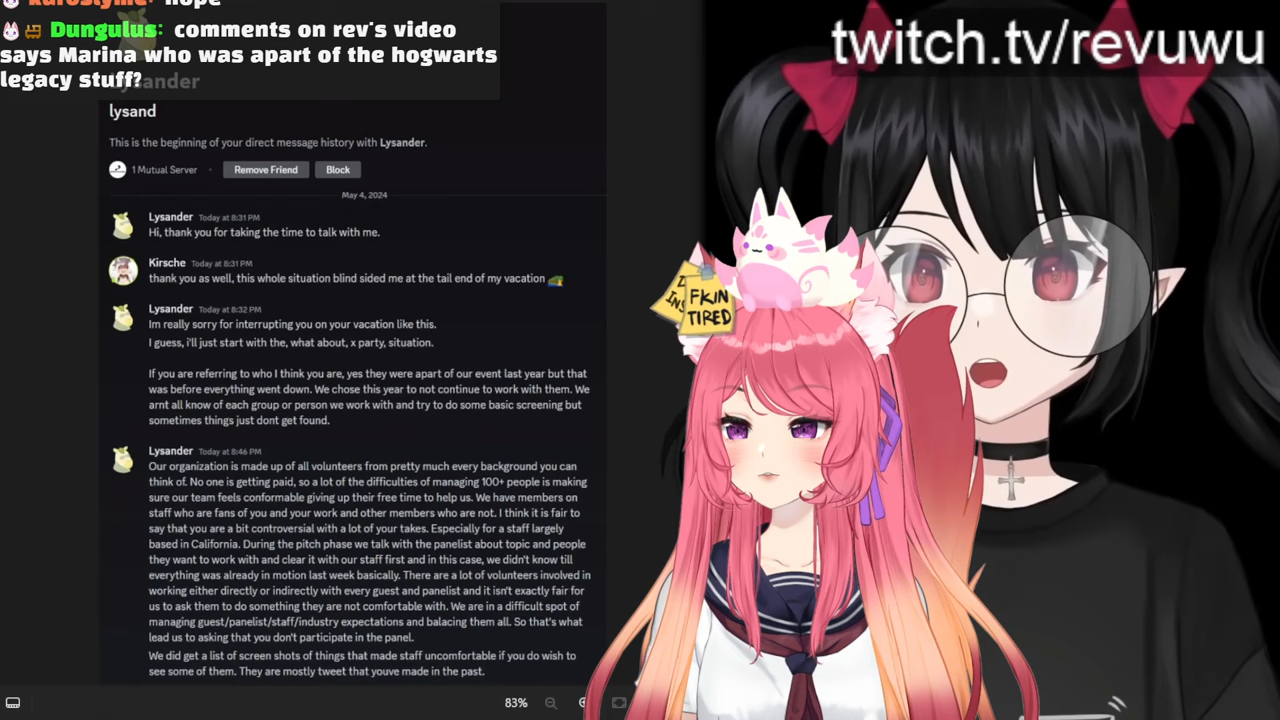 kuroslyme: nope
Dungulus: comments on rev's video
says Marina who was apart of the hogwarts
legacy stuff?
twitch.tv/revuwu
Lysander
lysand
This is the beginning of your direct message history with Lysander.
1 Mutual Server
Remove Friend
Block
May 4, 2024
Lysander Today at 8:31 PM
Hi, thank you for taking the time to talk with me.
Kirsche Today at 8:31 PM
thank you as well, this whole situation blind sided me at the tail end of my vacation
Lysander Today at 8:32 PM
Im really sorry for interrupting you on your vacation like this.
I guess, i'll just start with the, what about, x party, situation.
If you are referring to who I think you are, yes they were apart of our event last year but that
was before everything went down. We chose this year to not continue to work with them. We
arnt all know of each group or person we work with and try to do some basic screening but
sometimes things just dont get found.
Lysander Today at 8:46 PM
Our organization is made up of all volunteers from pretty much every background you can
think of. No one is getting paid, so a lot of the difficulties of managing 100+ people is making
sure our team feels comformable giving up their free time to help us. We have members on
staff who are fans of you and your work and other members who are not. I think it is fair to
say that you are a bit controversial with a lot of your takes. Especially for a staff largely
based in California. During the pitch phase we talk with the panelist about topic and people
they want to work with and clear it with our staff first and in this case, we didn't know till
everything was already in motion last week basically. There are a lot of volunteers involved in
working either directly or indirectly with every guest and panelist and it isn't exactly fair for
us to ask them to do something they are not comfortable with. We are in a difficult spot of
managing guest/panelist/staff/industry expectations and balacing them all. So that's what
lead us to asking that you don't participate in the panel.
We did get a list of screen shots of things that made staff uncomfortable if you do wish to
see some of them. They are mostly tweet that youve made in the past.
FKIN
TIRED
83%